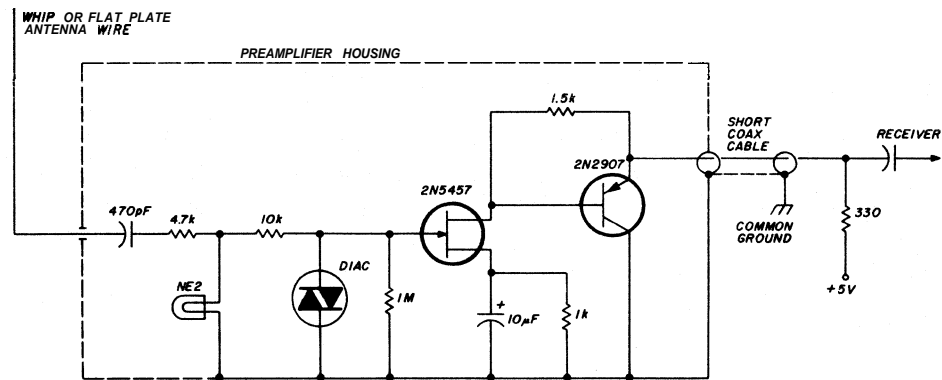 WHIP OR FLAT PLATE
ANTENNA WIRE
PREAMPLIFIER HOUSING
1.5k
SHORT
COAX
CABLE
RECEIVER
2N2907
2N5457
470pF
4.7k
10k
COMMON
GROUND
330
DIAC
NE2
1M
+
10µF
1k
+5V